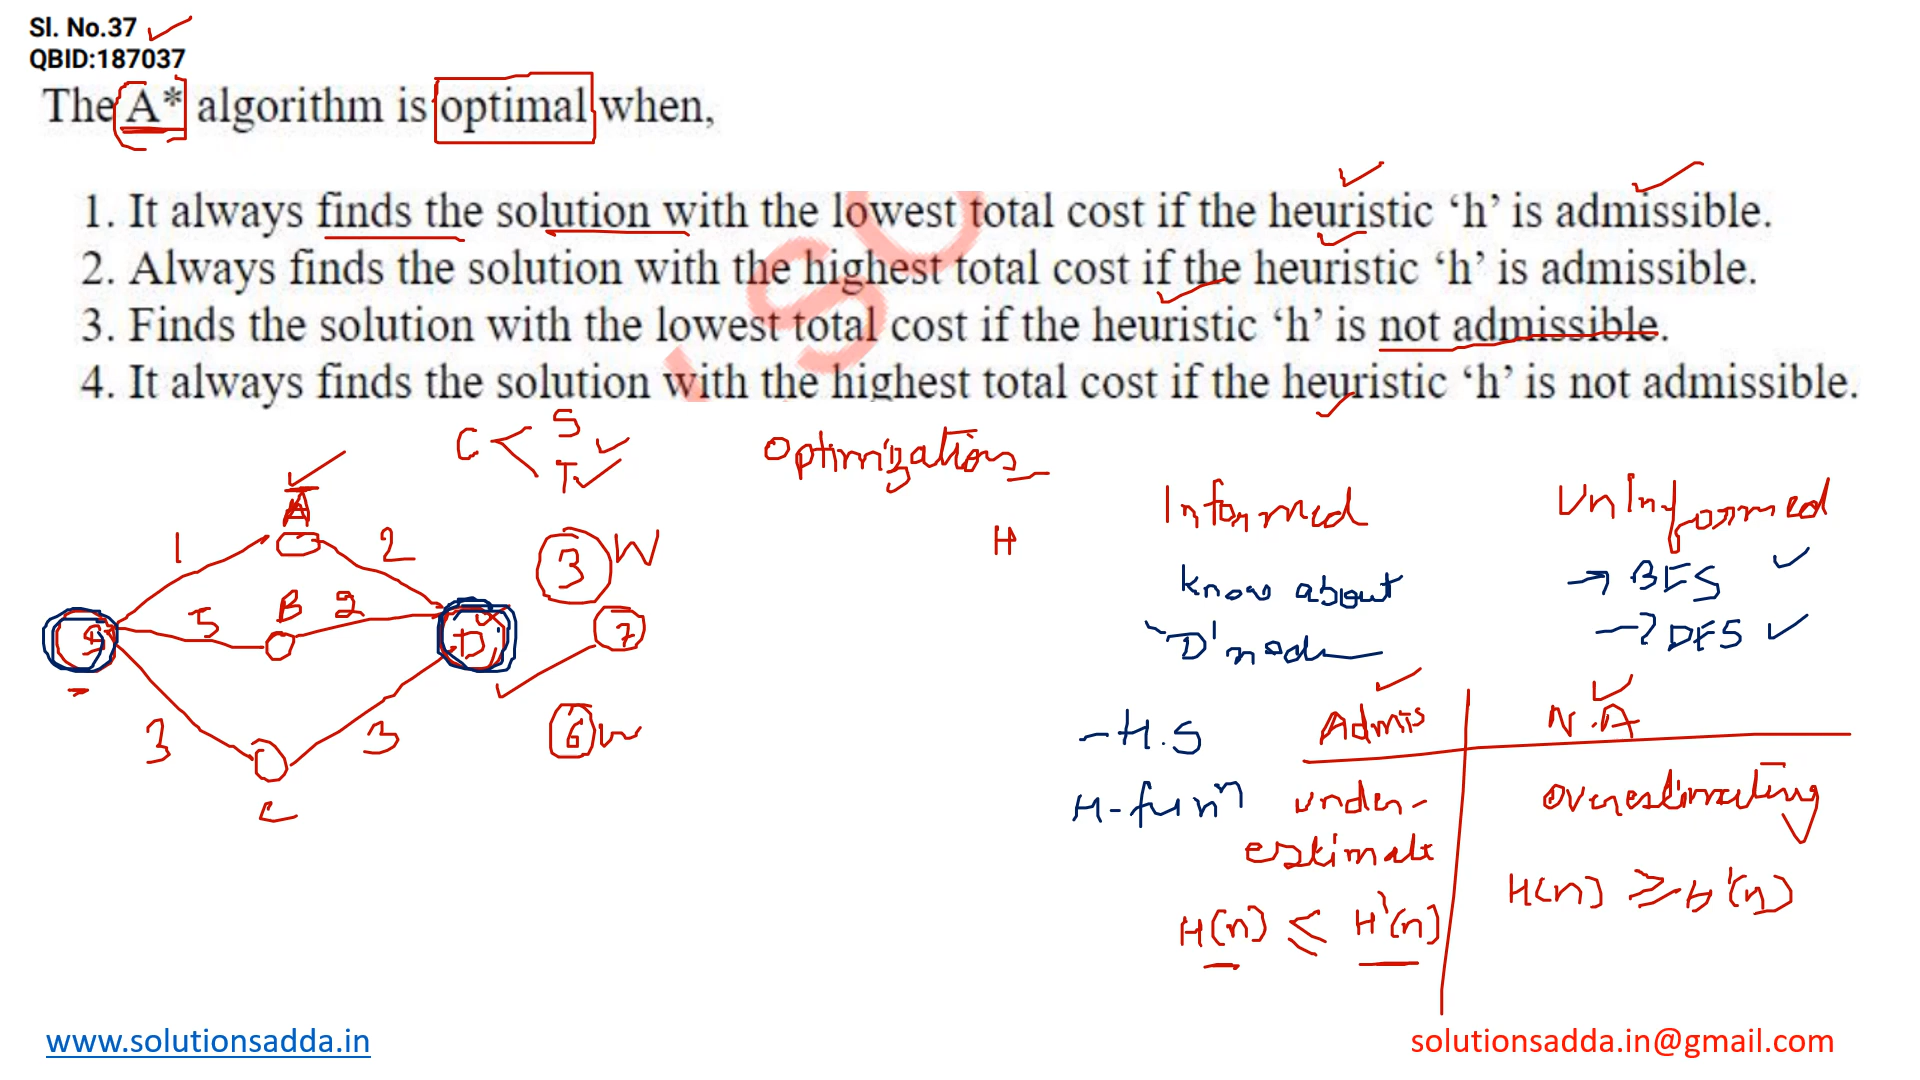 Sl. No.37
QBID:187037
The A* algorithm is optimal when,
1. It always finds the solution with the lowest total cost if the heuristic ‘h’ is admissible.
2. Always finds the solution with the highest total cost if the heuristic ‘h’ is admissible.
3. Finds the solution with the lowest total cost if the heuristic ‘h’ is not admissible.
4. It always finds the solution with the highest total cost if the heuristic ‘h’ is not admissible.
C < S
T
Optimization
A
1
2
3 W
5
B
2
S
D
7
3
3
6 W
C
H
Informed
Know about
'D' node
- H.S
H-funⁿ
UnInformed
→ BFS
→ DFS
Admis
N.A
under-
estimate
overestimating
H(n) ≤ H'(n)
H(n) ≥ H'(n)
www.solutionsadda.in
solutionsadda.in@gmail.com